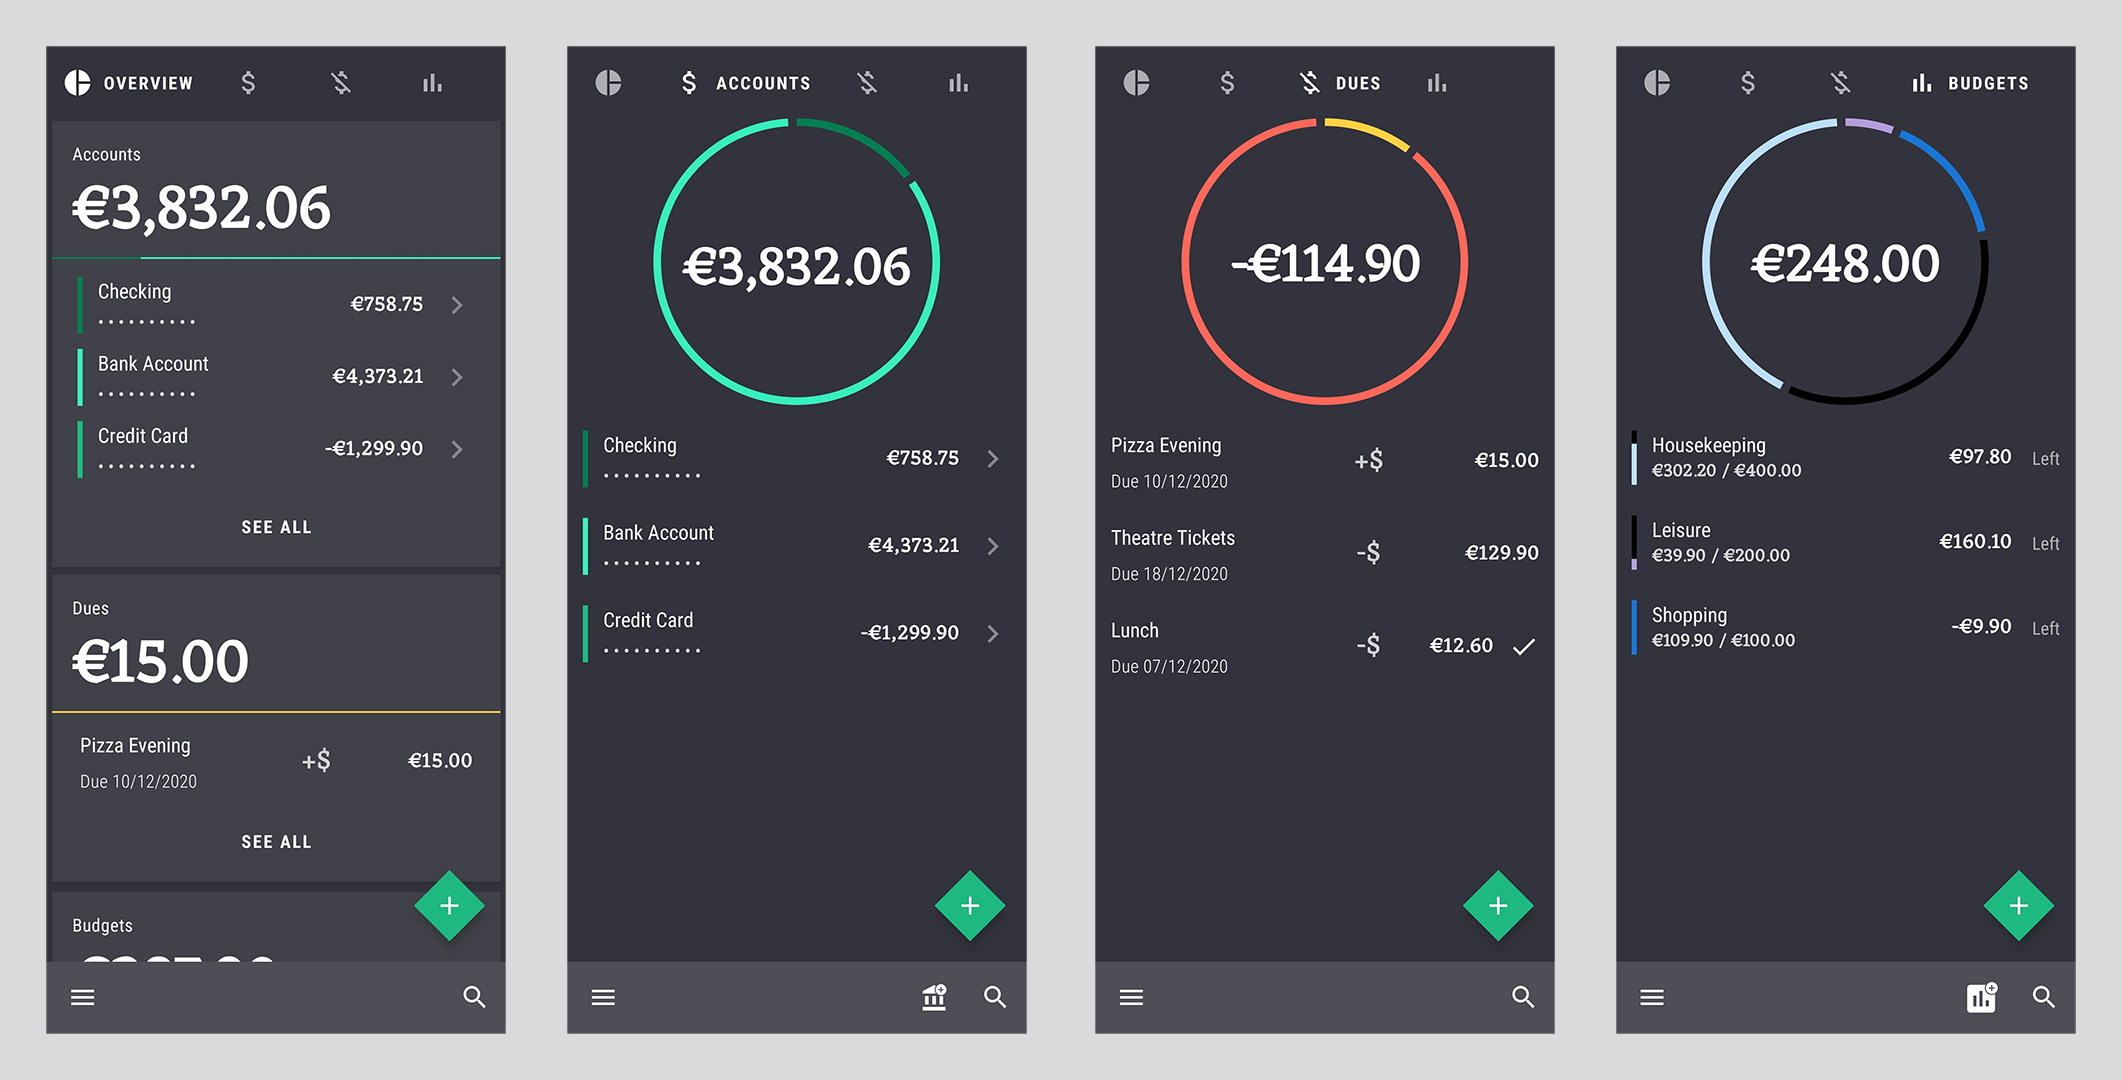 OVERVIEW
Accounts
€3,832.06
Checking
€758.75
..........
Bank Account
€4,373.21
..........
Credit Card
-€1,299.90
..........
SEE ALL
Dues
€15.00
Pizza Evening
+$
€15.00
Due 10/12/2020
SEE ALL
Budgets
ACCOUNTS
€3,832.06
Checking
€758.75
..........
Bank Account
€4,373.21
..........
Credit Card
-€1,299.90
..........
DUES
-€114.90
Pizza Evening
+$
€15.00
Due 10/12/2020
Theatre Tickets
-$
€129.90
Due 18/12/2020
Lunch
-$
€12.60
Due 07/12/2020
BUDGETS
€248.00
Housekeeping
€302.20 / €400.00
€97.80 Left
Leisure
€39.90 / €200.00
€160.10 Left
Shopping
€109.90 / €100.00
-€9.90 Left